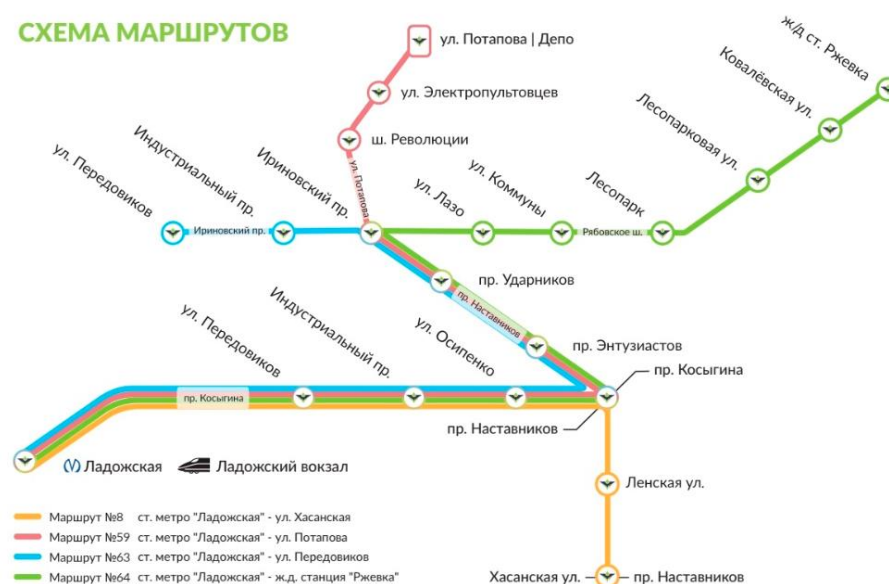 СХЕМА МАРШРУТОВ
ул. Потапова | Депо
ул. Электропультовцев
ш. Революции
ул. Потапова
ж/д ст. Ржевка
Ковалёвская ул.
Лесопарковая ул.
Лесопарк
ул. Коммуны
ул. Лазо
Рябовское ш.
ул. Передовиков
Индустриальный пр.
Ириновский пр.
Ириновский пр.
пр. Ударников
пр. Наставников
пр. Энтузиастов
ул. Передовиков
Индустриальный пр.
ул. Осипенко
пр. Косыгина
пр. Косыгина
пр. Наставников
Ладожская
Ладожский вокзал
Ленская ул.
Хасанская ул.
пр. Наставников
Маршрут №8 ст. метро "Ладожская" - ул. Хасанская
Маршрут №59 ст. метро "Ладожская" - ул. Потапова
Маршрут №63 ст. метро "Ладожская" - ул. Передовиков
Маршрут №64 ст. метро "Ладожская" - ж.д. станция "Ржевка"